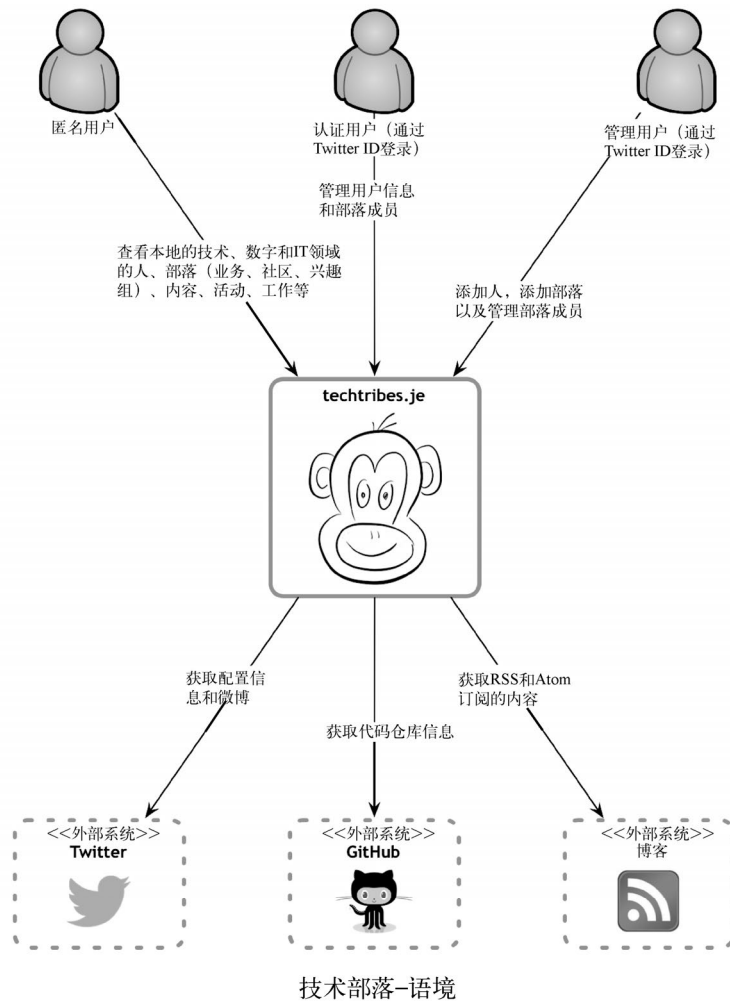 匿名用户
认证用户（通过
Twitter ID登录）
管理用户（通过
Twitter ID登录）
管理用户信息
和部落成员
查看本地的技术、数字和IT领域
的人、部落（业务、社区、兴趣
组）、内容、活动、工作等
添加人，添加部落
以及管理部落成员
techtribes.je
获取配置信
息和微博
获取代码仓库信息
获取RSS和Atom
订阅的内容
<<外部系统>>
Twitter
<<外部系统>>
GitHub
<<外部系统>>
博客
技术部落–语境